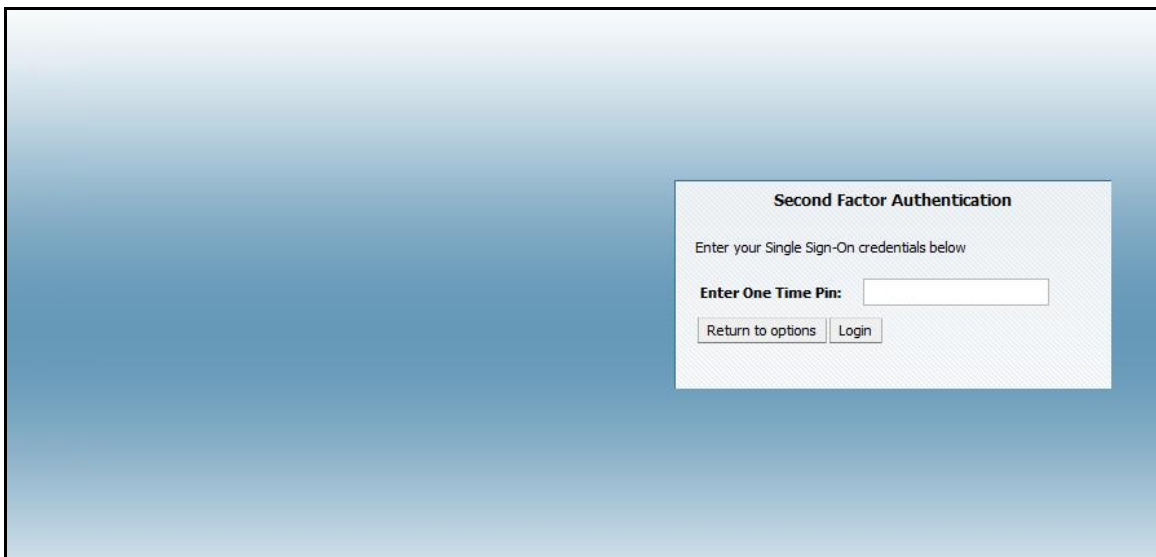 Second Factor Authentication
Enter your Single Sign-On credentials below
Enter One Time Pin:
Return to options Login